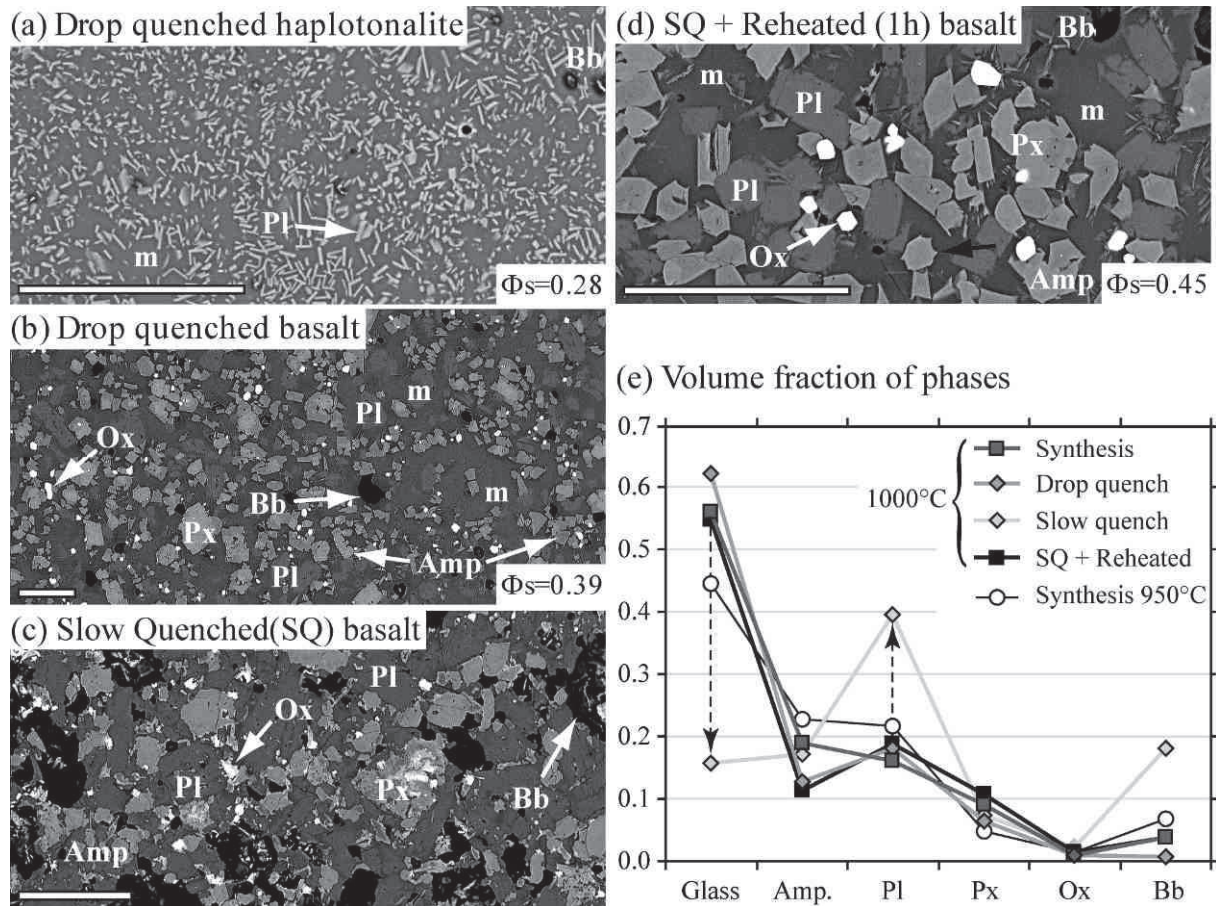 (a) Drop quenched haplotonalite
Bb
Pl
m
Φs=0.28
(b) Drop quenched basalt
m
Pl
Ox
Bb
m
Px
Amp
Pl
Φs=0.39
(c) Slow Quenched(SQ) basalt
Pl
Ox
Pl
Px
Bb
Amp
(d) SQ + Reheated (1h) basalt
Bb
m
Pl
m
Px
Pl
Ox
Amp
Φs=0.45
(e) Volume fraction of phases
0.7
0.6
0.5
0.4
0.3
0.2
0.1
0.0
1000°C
Synthesis
Drop quench
Slow quench
SQ + Reheated
Synthesis 950°C
Glass Amp. Pl Px Ox Bb